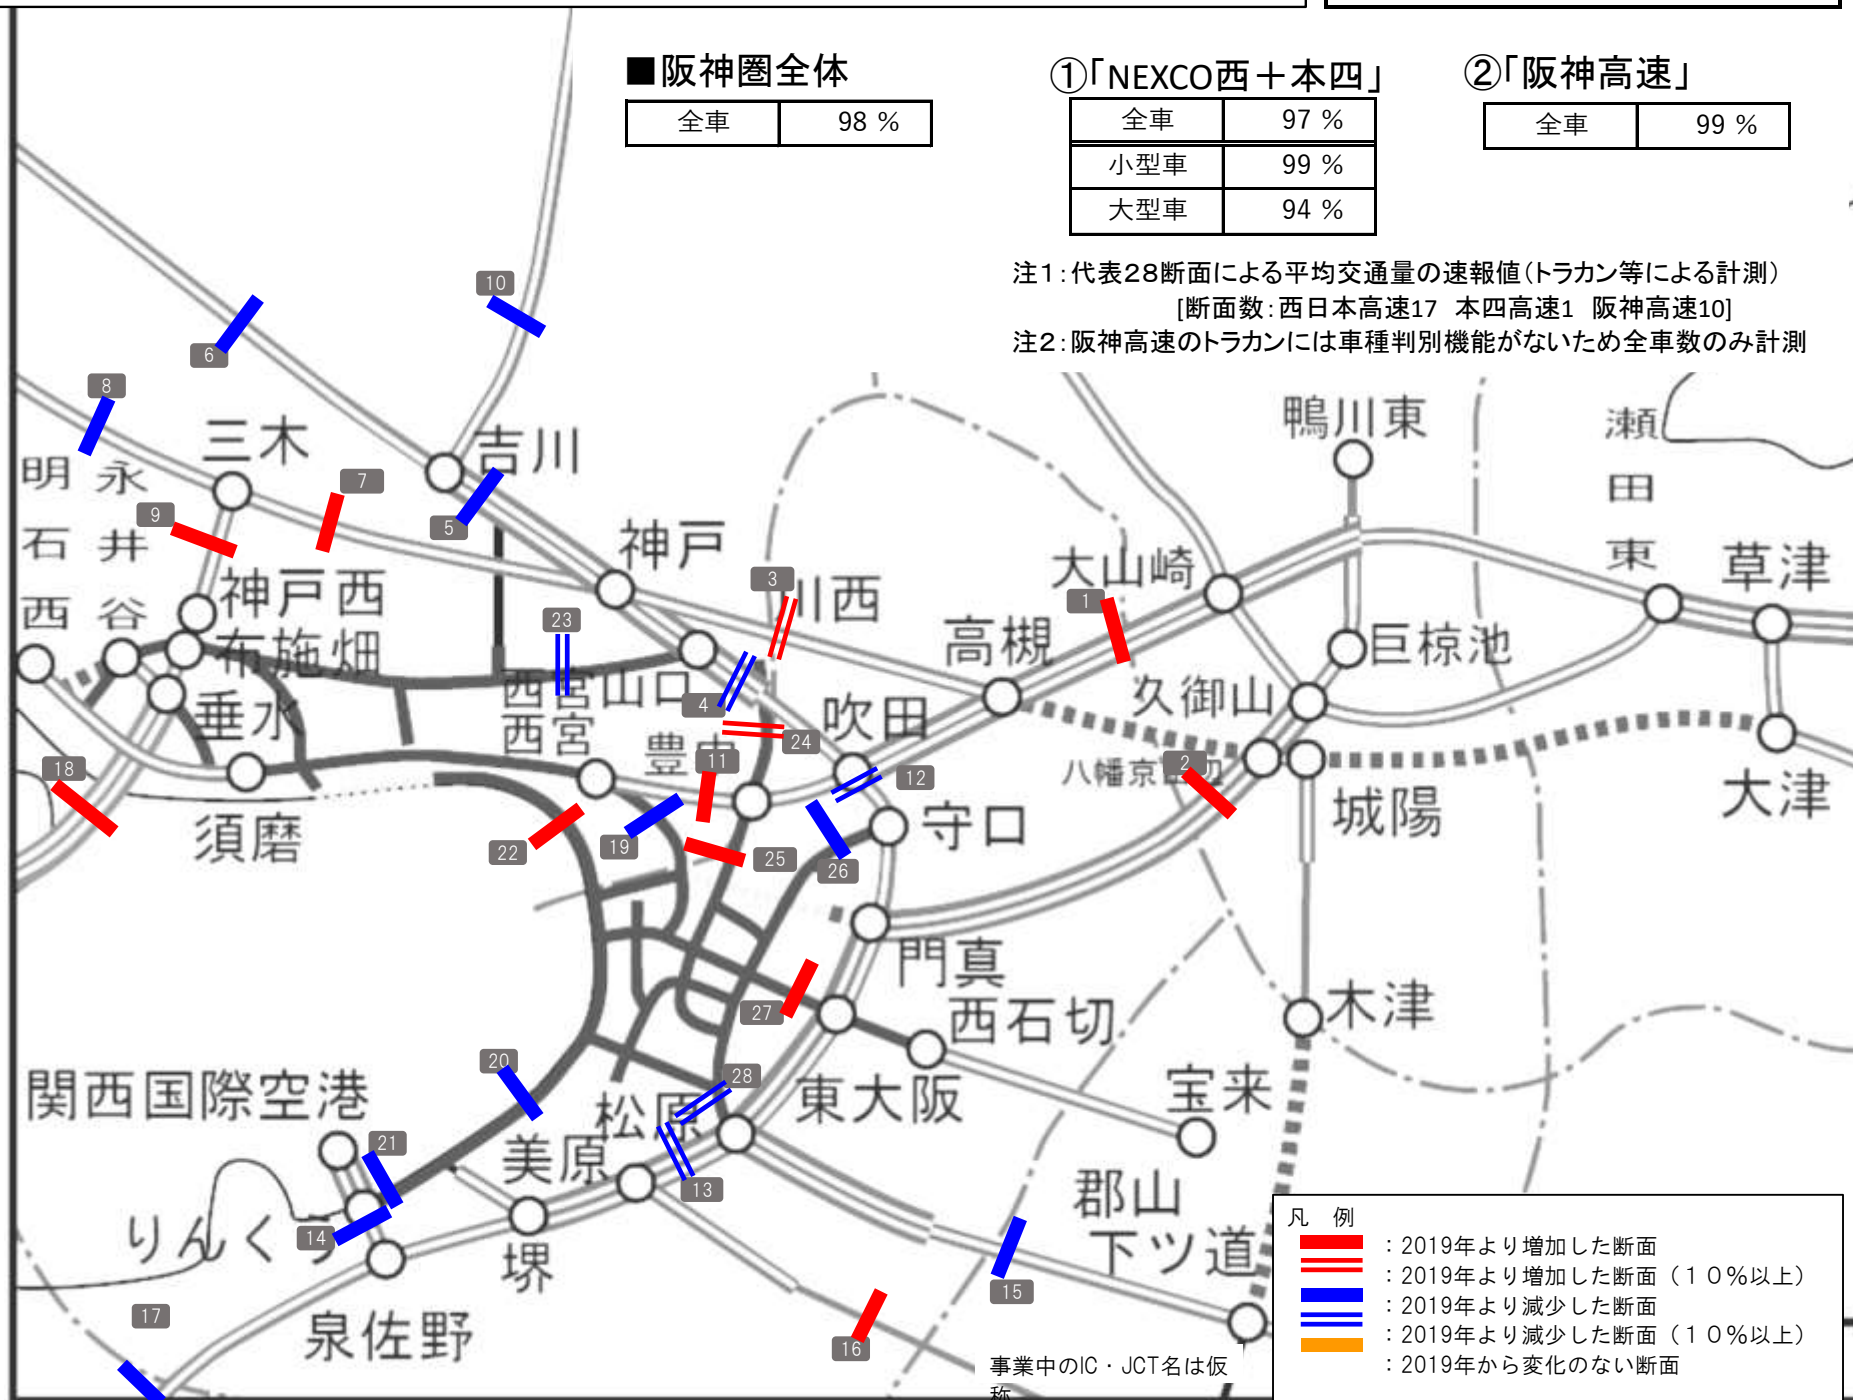 ■阪神圏全体
全車 98 %
①「NEXCO西＋本四」
全車 97 %
小型車 99 %
大型車 94 %
②「阪神高速」
全車 99 %
注1：代表28断面による平均交通量の速報値（トラカン等による計測）
[断面数：西日本高速17 本四高速1 阪神高速10]
注2：阪神高速のトラカンには車種判別機能がないため全車数のみ計測
10
6
8
三木
吉川
鴨川東
瀬田東
明石西
永井谷
7
9
5
神戸
大山崎
草津
神戸西
布施畑
3
川西
1
23
高槻
巨椋池
西宮山口
4
久御山
垂水
西宮
吹田
24
豊中
11
18
12
八幡京田辺
2
大津
須磨
22
19
25
26
守口
城陽
門真
27
西石切
木津
20
28
関西国際空港
松原
東大阪
宝来
21
美原
13
郡山
下ツ道
りんくう
14
堺
15
17
泉佐野
16
事業中のIC・JCT名は仮
称
凡 例
：2019年より増加した断面
：2019年より増加した断面（１０％以上）
：2019年より減少した断面
：2019年より減少した断面（１０％以上）
：2019年から変化のない断面